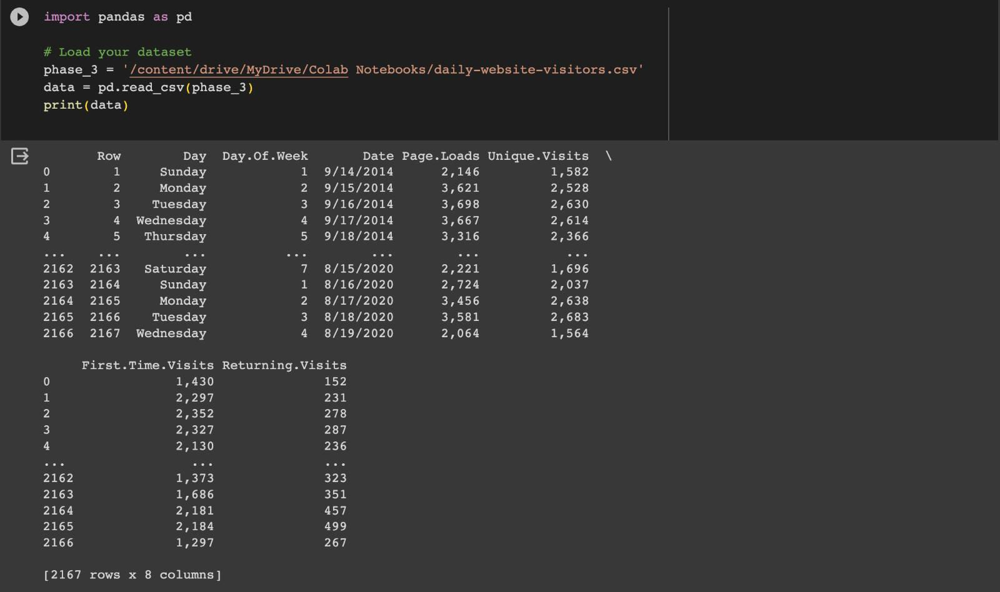 import pandas as pd
# Load your dataset
phase_3 = '/content/drive/MyDrive/Colab Notebooks/daily-website-visitors.csv'
data = pd.read_csv(phase_3)
print(data)
Row Day Day.Of.Week Date Page.Loads Unique.Visits \
0 1 Sunday 1 9/14/2014 2,146 1,582
1 2 Monday 2 9/15/2014 3,621 2,528
2 3 Tuesday 3 9/16/2014 3,698 2,630
3 4 Wednesday 4 9/17/2014 3,667 2,614
4 5 Thursday 5 9/18/2014 3,316 2,366
... ... ... ... ... ... ...
2162 2163 Saturday 7 8/15/2020 2,221 1,696
2163 2164 Sunday 1 8/16/2020 2,724 2,037
2164 2165 Monday 2 8/17/2020 3,456 2,638
2165 2166 Tuesday 3 8/18/2020 3,581 2,683
2166 2167 Wednesday 4 8/19/2020 2,064 1,564
First.Time.Visits Returning.Visits
0 1,430 152
1 2,297 231
2 2,352 278
3 2,327 287
4 2,130 236
... ... ...
2162 1,373 323
2163 1,686 351
2164 2,181 457
2165 2,184 499
2166 1,297 267
[2167 rows x 8 columns]